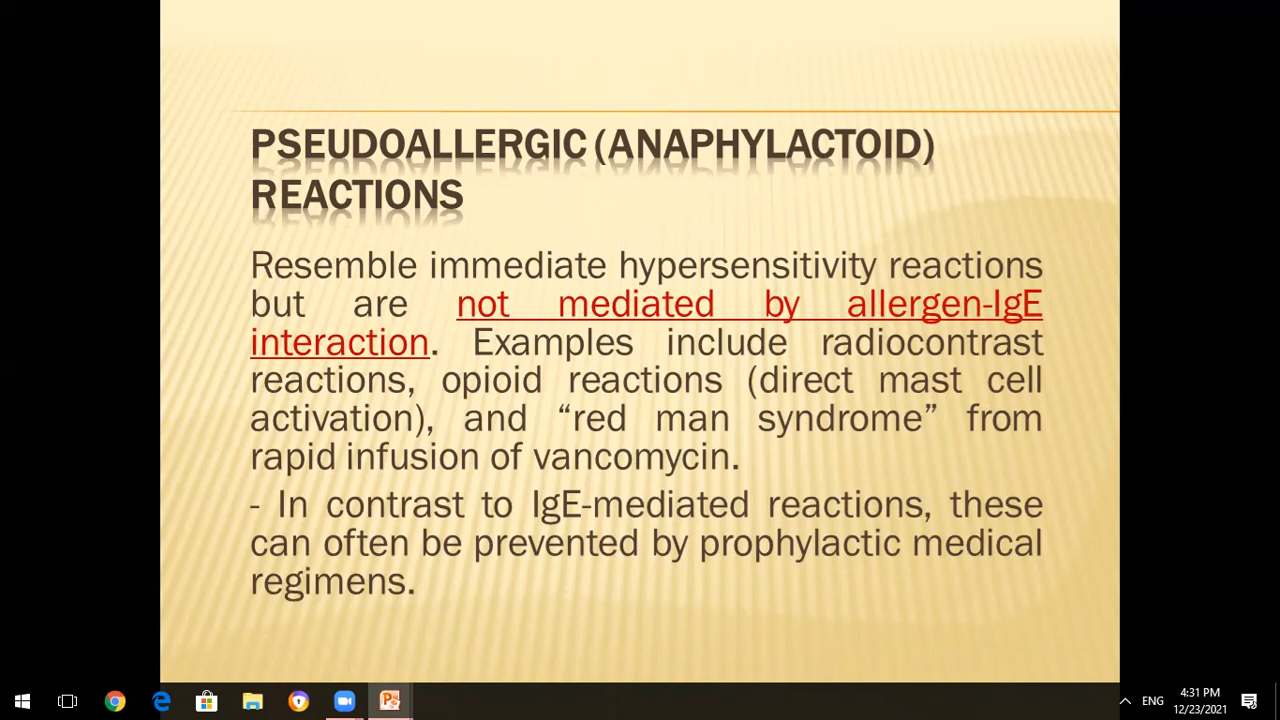 PSEUDOALLERGIC (ANAPHYLACTOID)
REACTIONS
Resemble immediate hypersensitivity reactions
but are not mediated by allergen-IgE
interaction. Examples include radiocontrast
reactions, opioid reactions (direct mast cell
activation), and “red man syndrome” from
rapid infusion of vancomycin.
- In contrast to IgE-mediated reactions, these
can often be prevented by prophylactic medical
regimens.
ENG
4:31 PM
12/23/2021